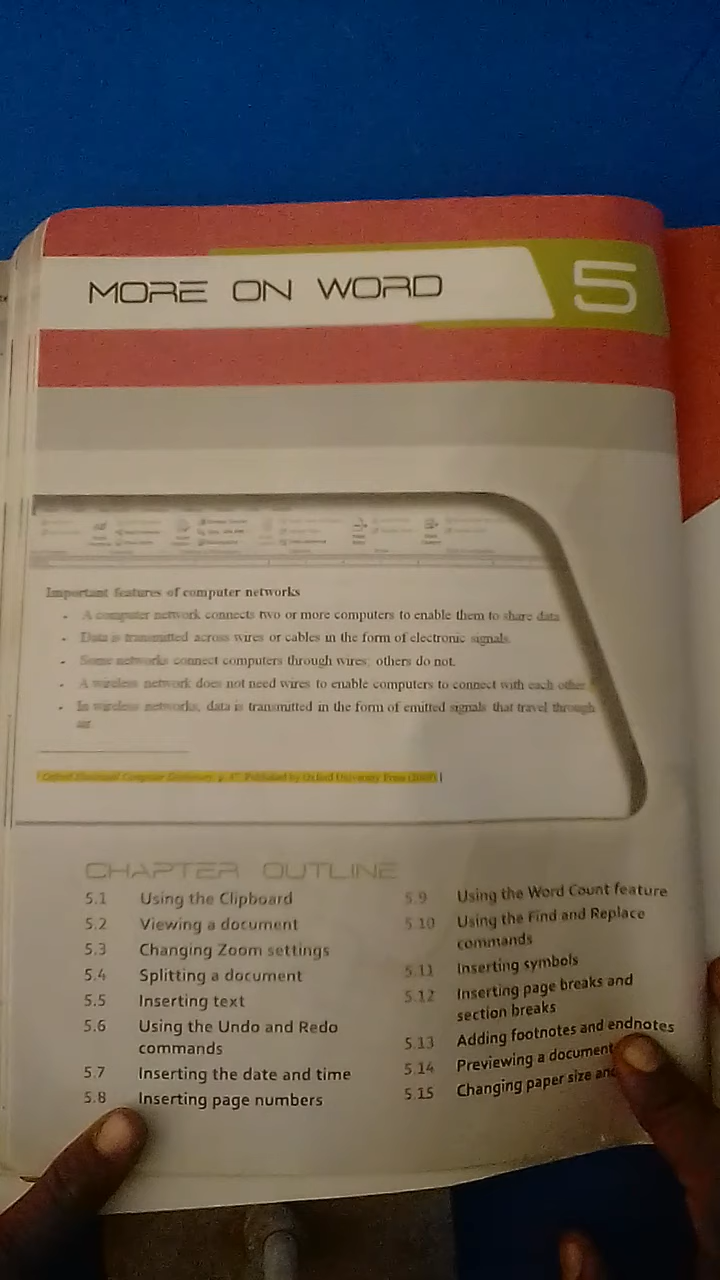 MORE ON WORD
5
Important features of computer networks
A computer network connects two or more computers to enable them to share data
Data is transmitted across wires or cables in the form of electronic signals.
Some networks connect computers through wires; others do not.
A wireless network does not need wires to enable computers to connect with each other.
In wireless networks, data is transmitted in the form of emitted signals that travel through
air.
Published by Oxford University Press
CHAPTER OUTLINE
5.1 Using the Clipboard
5.2 Viewing a document
5.3 Changing Zoom settings
5.4 Splitting a document
5.5 Inserting text
5.6 Using the Undo and Redo
commands
5.7 Inserting the date and time
5.8 Inserting page numbers
5.9 Using the Word Count feature
5.10 Using the Find and Replace
commands
5.11 Inserting symbols
5.12 Inserting page breaks and
section breaks
5.13 Adding footnotes and endnotes
5.14 Previewing a document
5.15 Changing paper size and